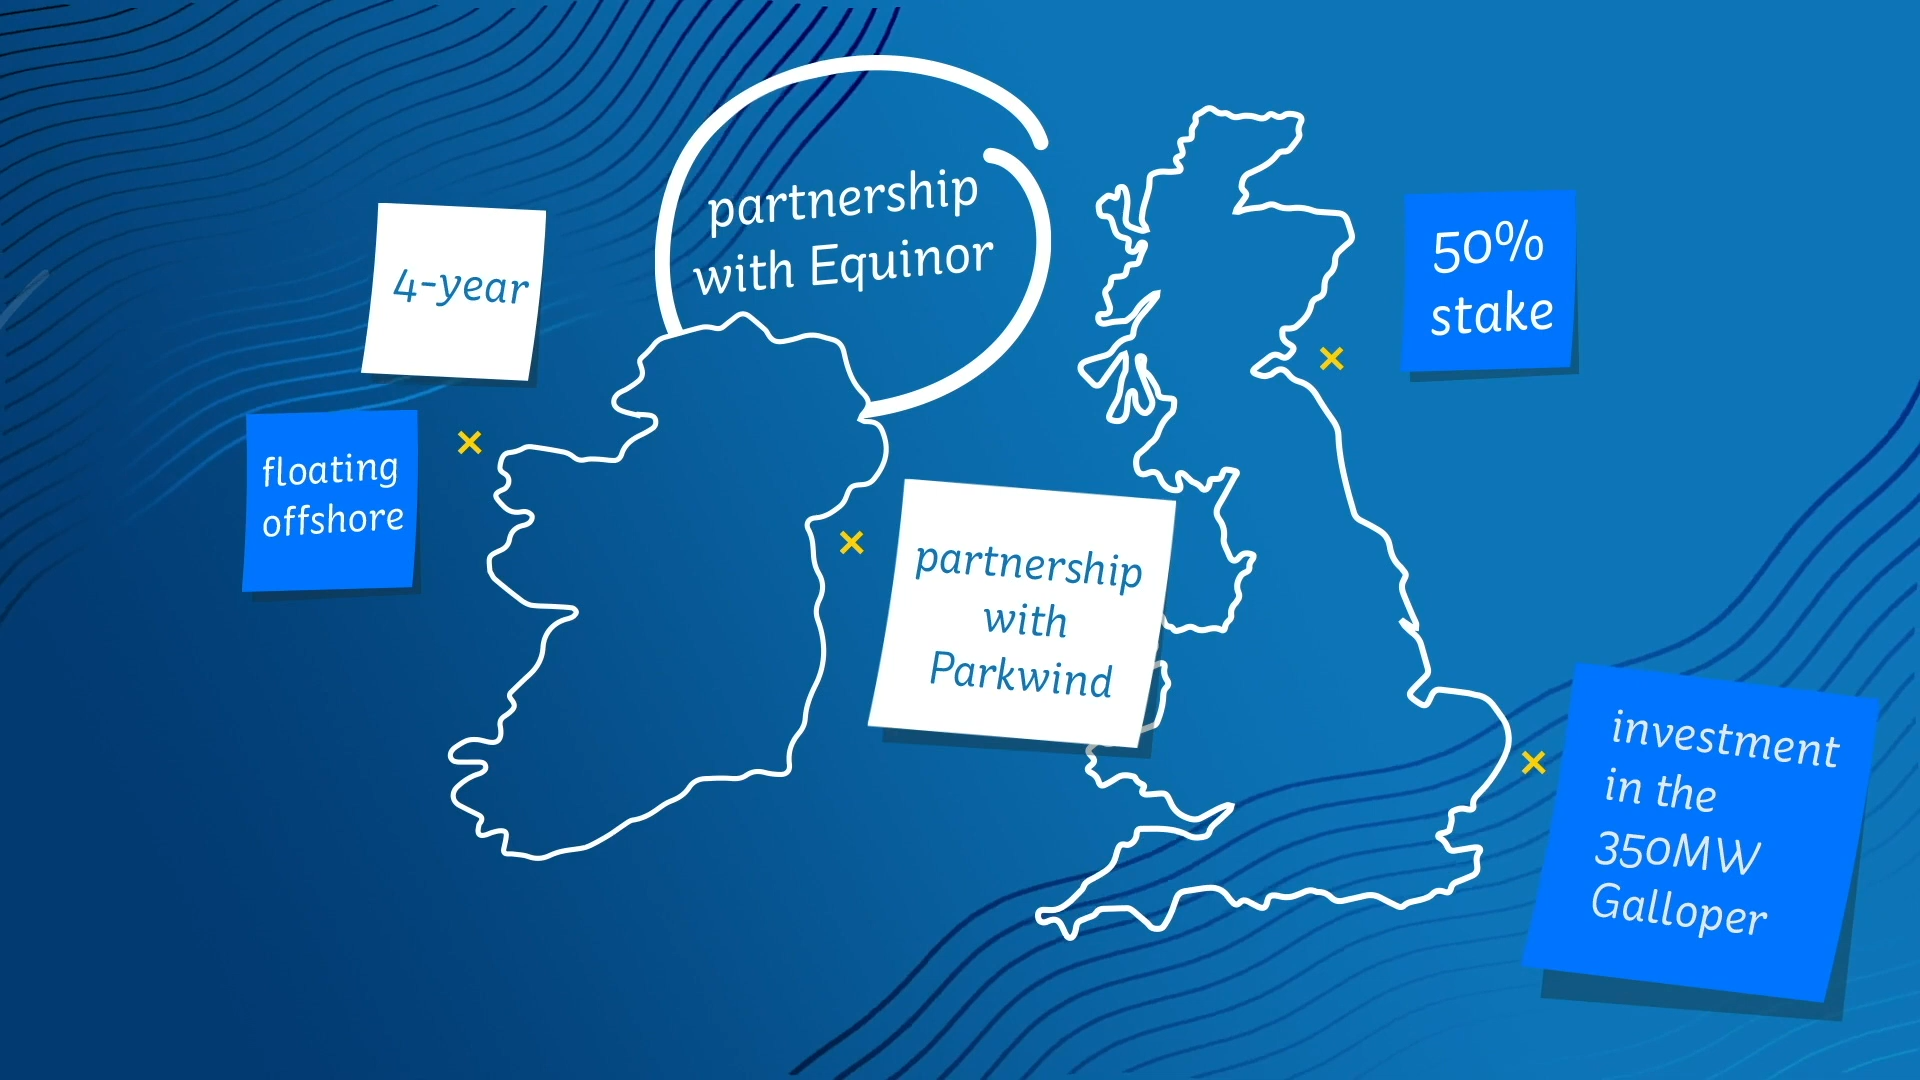 partnership
with Equinor
4-year
floating
offshore
partnership
with
Parkwind
50%
stake
investment
in the
350MW
Galloper